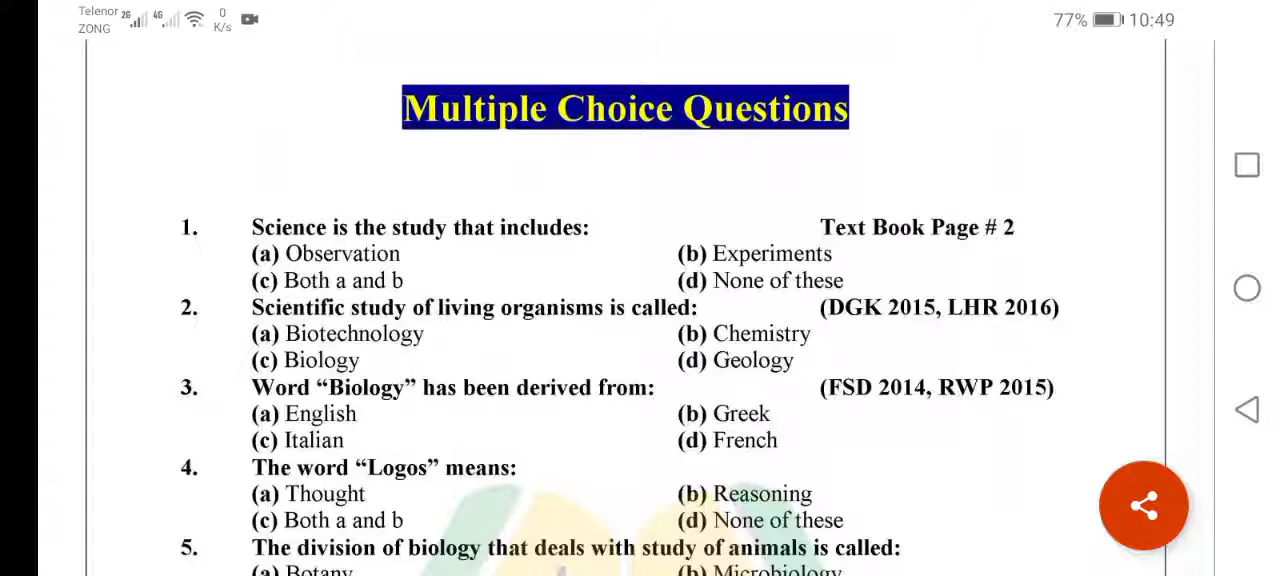 Telenor 2G 4G 0
ZONG K/s
77% 10:49
Multiple Choice Questions
1. Science is the study that includes: Text Book Page # 2
(a) Observation (b) Experiments
(c) Both a and b (d) None of these
2. Scientific study of living organisms is called: (DGK 2015, LHR 2016)
(a) Biotechnology (b) Chemistry
(c) Biology (d) Geology
3. Word “Biology” has been derived from: (FSD 2014, RWP 2015)
(a) English (b) Greek
(c) Italian (d) French
4. The word “Logos” means:
(a) Thought (b) Reasoning
(c) Both a and b (d) None of these
5. The division of biology that deals with study of animals is called:
(a) Botany (b) Microbiology